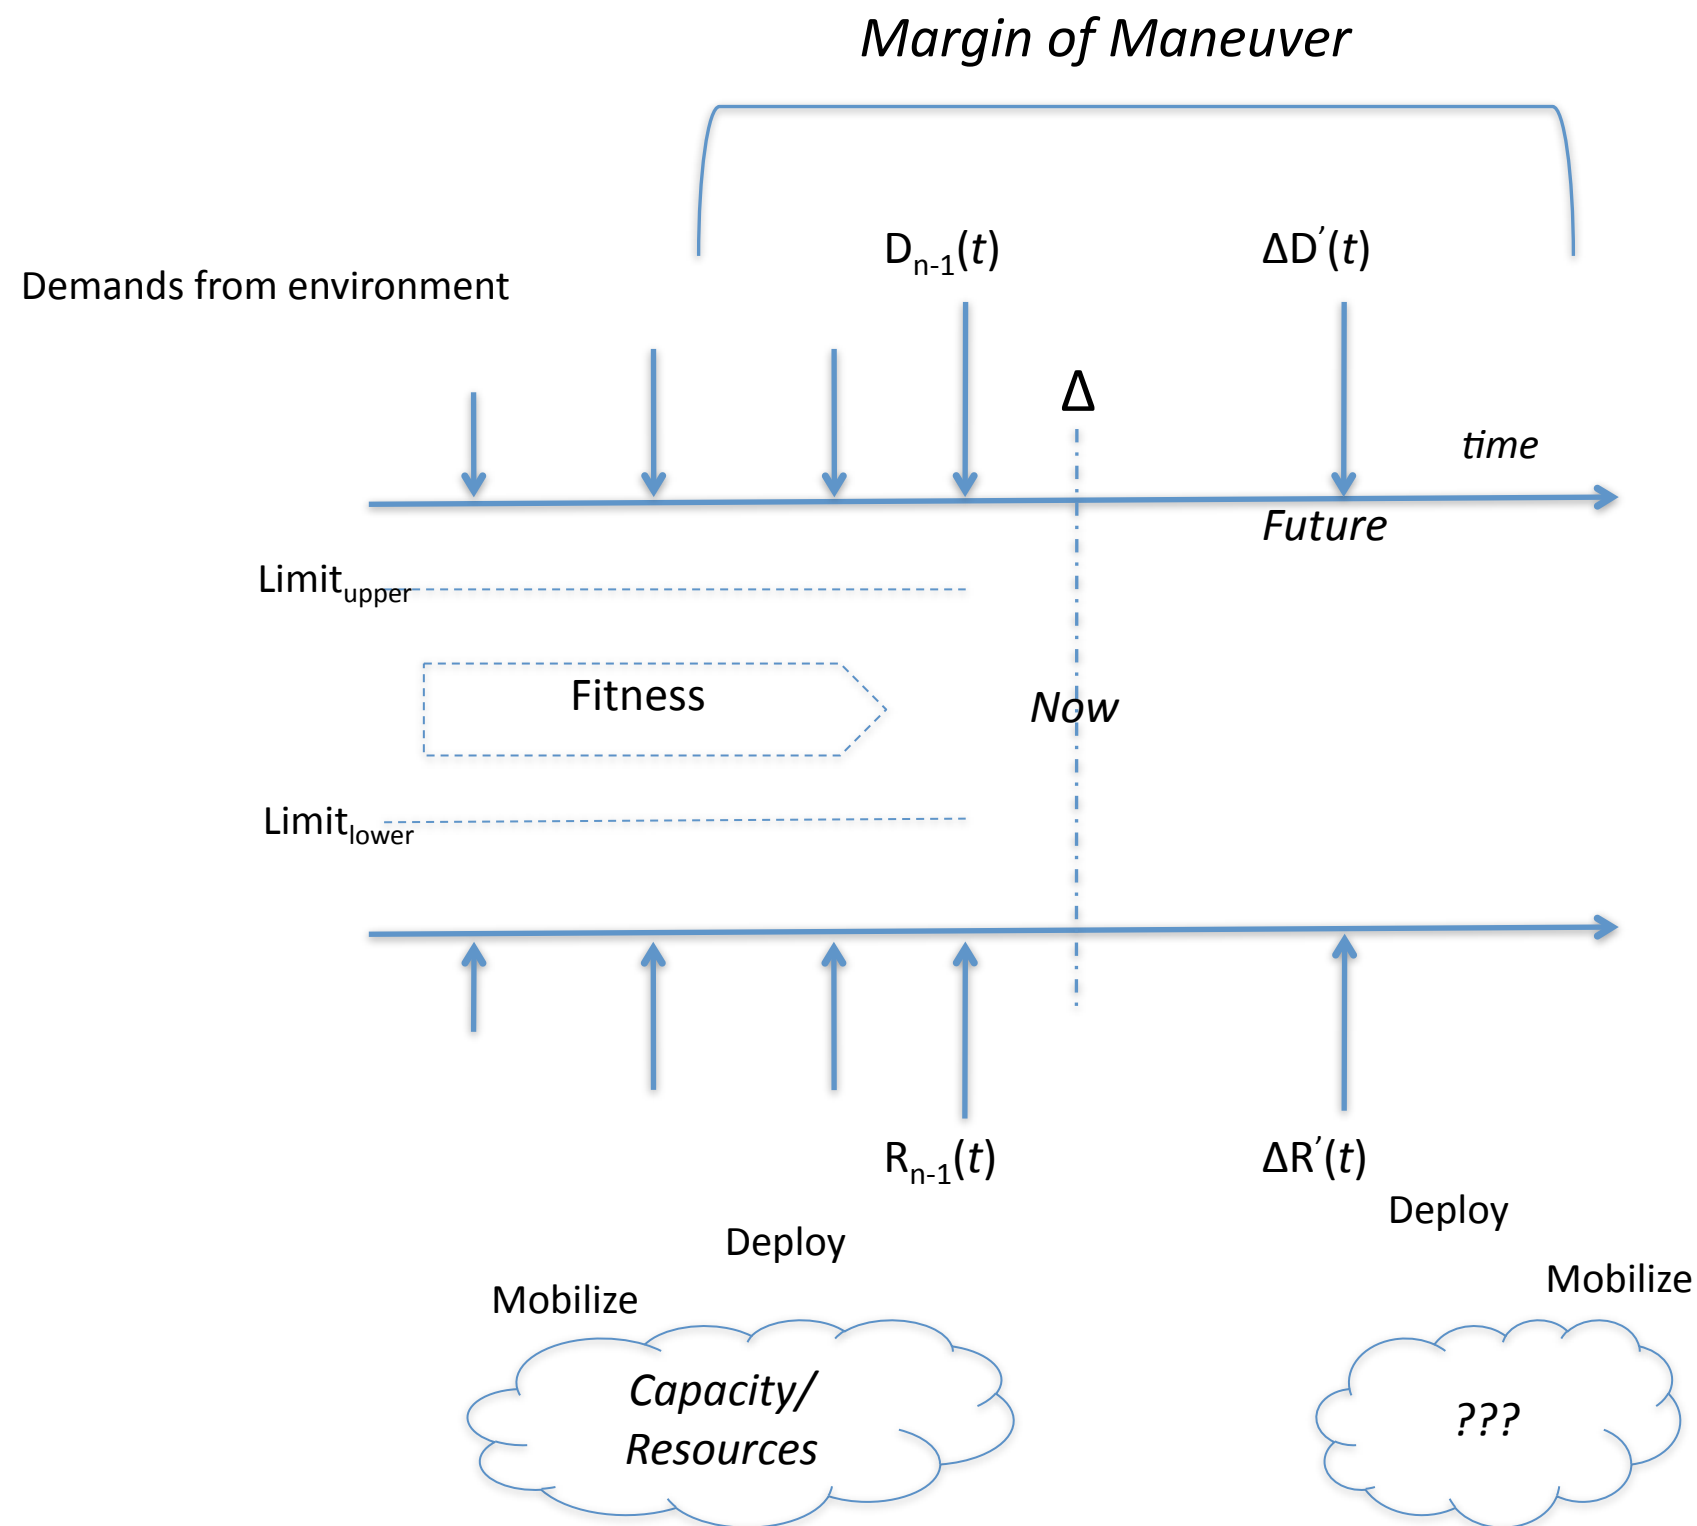 Margin of Maneuver
Dn-1(t) ΔD’(t)
Demands from environment
Δ
time
Future
Limitupper
Fitness
Now
Limitlower
Rn-1(t) ΔR’(t)
Deploy
Deploy
Mobilize
Mobilize
Capacity/
Resources
???